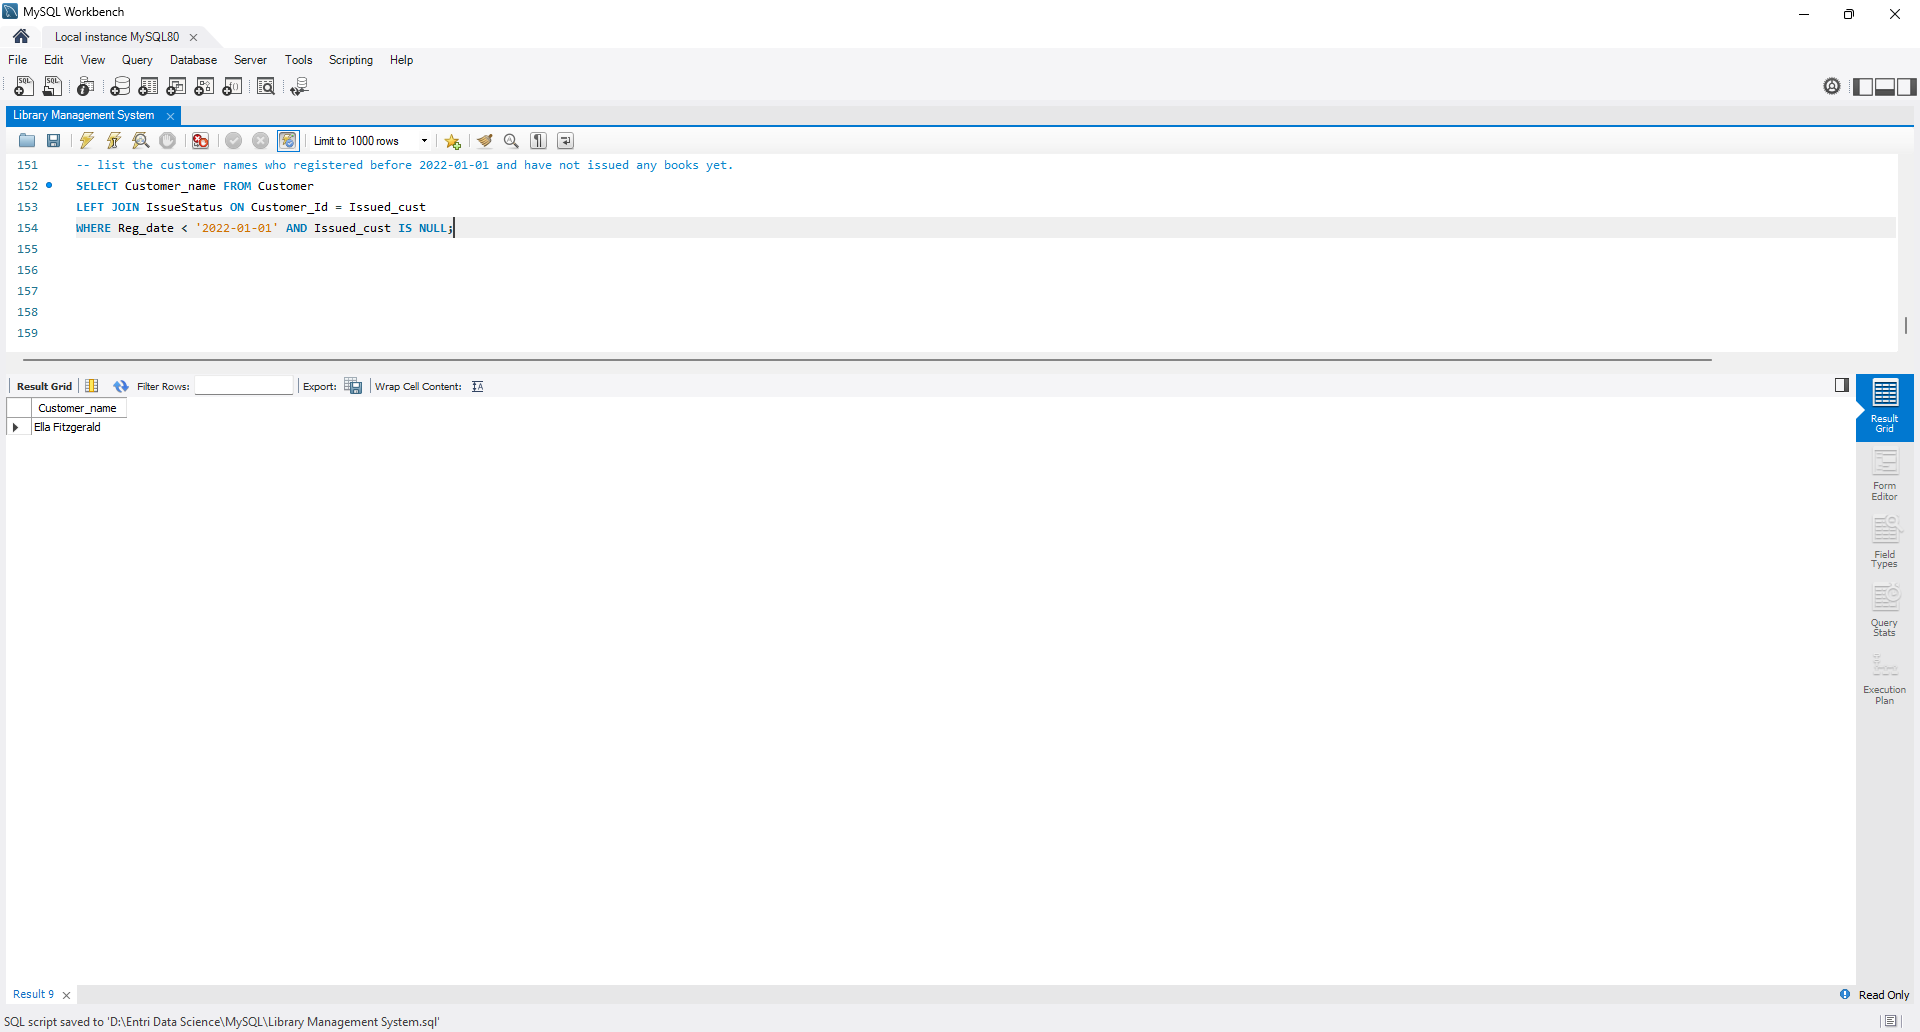 MySQL Workbench
Local instance MySQL80
File Edit View Query Database Server Tools Scripting Help
Library Management System
Limit to 1000 rows
151 -- list the customer names who registered before 2022-01-01 and have not issued any books yet.
152 SELECT Customer_name FROM Customer
153 LEFT JOIN IssueStatus ON Customer_Id = Issued_cust
154 WHERE Reg_date < '2022-01-01' AND Issued_cust IS NULL;
155
156
157
158
159
Result Grid Filter Rows: Export: Wrap Cell Content:
Customer_name
Ella Fitzgerald
Result
Grid
Form
Editor
Field
Types
Query
Stats
Execution
Plan
Result 9
Read Only
SQL script saved to 'D:\Entri Data Science\MySQL\Library Management System.sql'